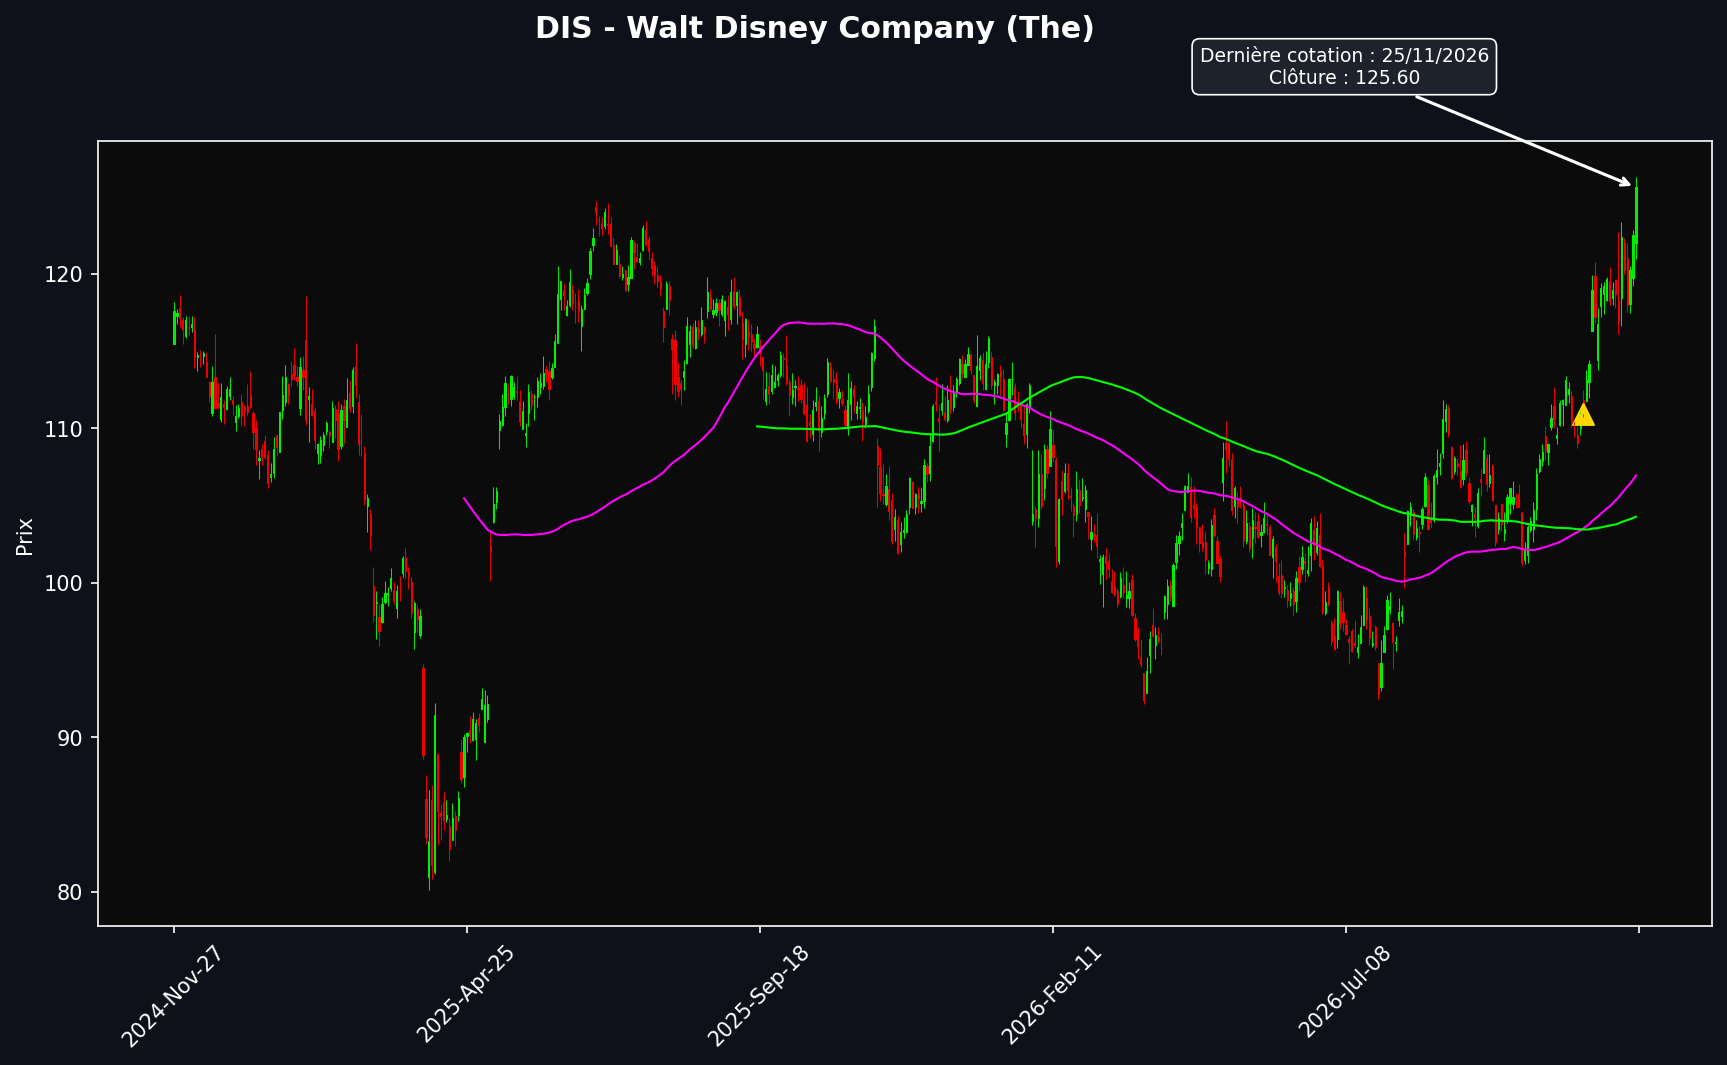 DIS - Walt Disney Company (The)
Dernière cotation : 25/11/2026
Clôture : 125.60
Prix
120
110
100
90
80
2024-Nov-27
2025-Apr-25
2025-Sep-18
2026-Feb-11
2026-Jul-08